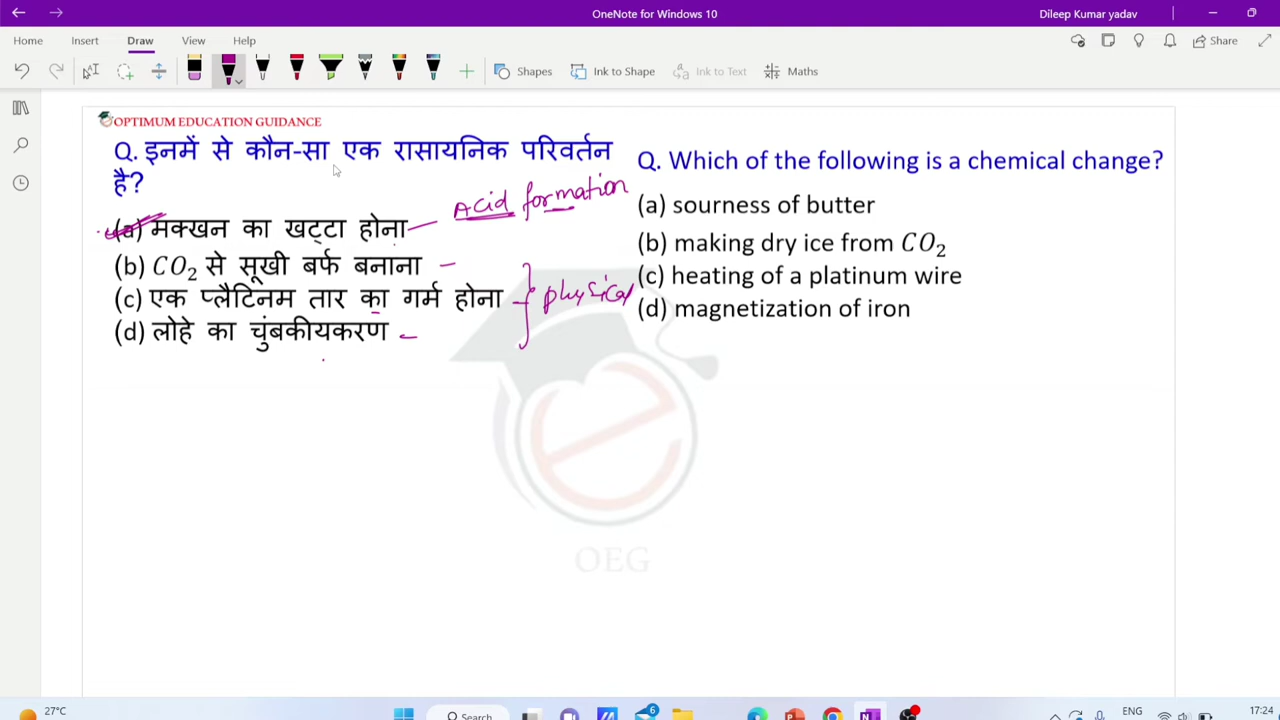 OneNote for Windows 10
Dileep Kumar yadav
Home Insert Draw View Help
Share
Shapes Ink to Shape Ink to Text Maths
OPTIMUM EDUCATION GUIDANCE
Q. इनमें से कौन-सा एक रासायनिक परिवर्तन
है?
(a) मक्खन का खट्टा होना
Acid formation
(b) CO₂ से सूखी बर्फ बनाना
(c) एक प्लैटिनम तार का गर्म होना
physical
(d) लोहे का चुंबकीयकरण
Q. Which of the following is a chemical change?
(a) sourness of butter
(b) making dry ice from CO₂
(c) heating of a platinum wire
(d) magnetization of iron
OEG
27°C
Search
6
ENG
17:24